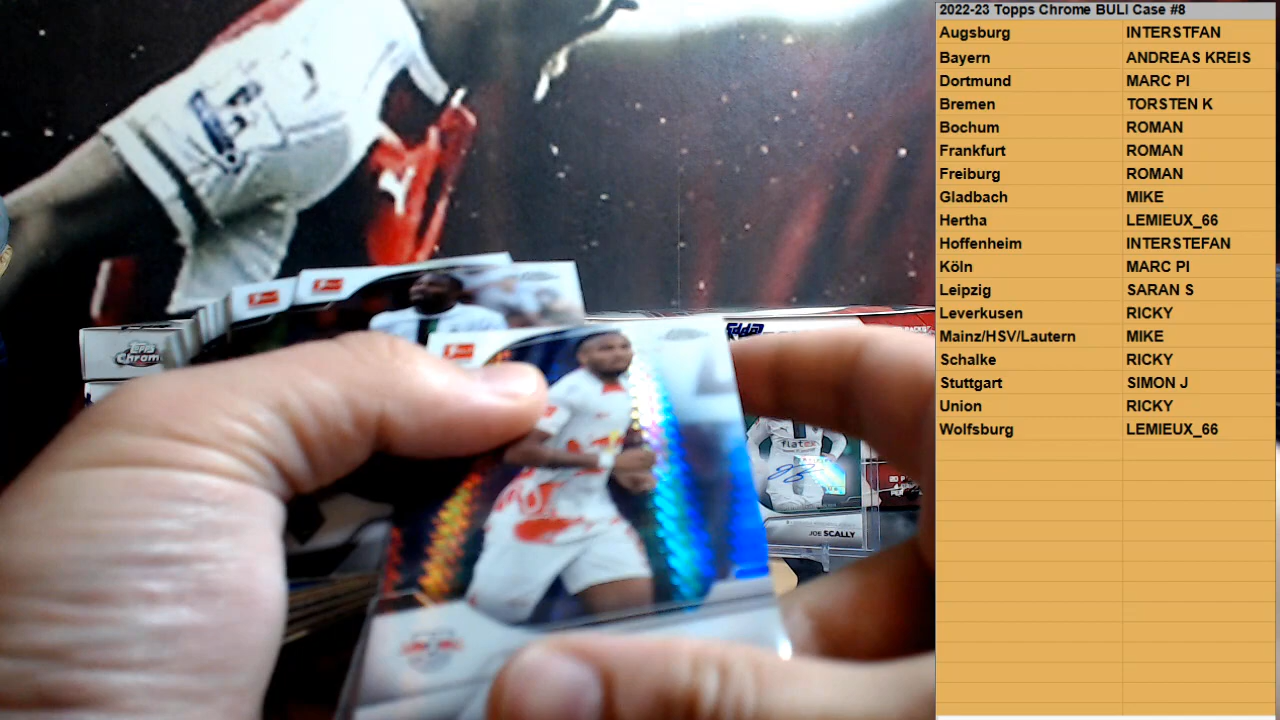 2022-23 Topps Chrome BULI Case #8
Augsburg INTERSTFAN
Bayern ANDREAS KREIS
Dortmund MARC PI
Bremen TORSTEN K
Bochum ROMAN
Frankfurt ROMAN
Freiburg ROMAN
Gladbach MIKE
Hertha LEMIEUX_66
Hoffenheim INTERSTEFAN
Köln MARC PI
Leipzig SARAN S
Leverkusen RICKY
Mainz/HSV/Lautern MIKE
Schalke RICKY
Stuttgart SIMON J
Union RICKY
Wolfsburg LEMIEUX_66
TOPPS
Chrome
flatex
JOE SCALLY